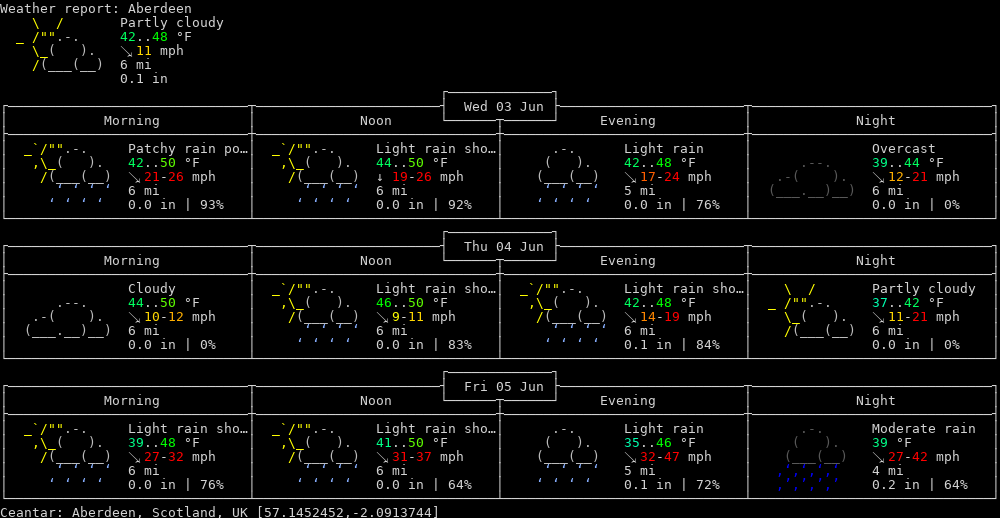 Weather report: Aberdeen
Partly cloudy
42..48 °F
↘ 11 mph
6 mi
0.1 in
Wed 03 Jun
Morning Noon Evening Night
Patchy rain po… Light rain sho… Light rain Overcast
42..50 °F 44..50 °F 42..48 °F 39..44 °F
↘ 21-26 mph ↓ 19-26 mph ↘ 17-24 mph ↘ 12-21 mph
6 mi 6 mi 5 mi 6 mi
0.0 in | 93% 0.0 in | 92% 0.0 in | 76% 0.0 in | 0%
Thu 04 Jun
Morning Noon Evening Night
Cloudy Light rain sho… Light rain sho… Partly cloudy
44..50 °F 46..50 °F 42..48 °F 37..42 °F
↘ 10-12 mph ↘ 9-11 mph ↘ 14-19 mph ↘ 11-21 mph
6 mi 6 mi 6 mi 6 mi
0.0 in | 0% 0.0 in | 83% 0.1 in | 84% 0.0 in | 0%
Fri 05 Jun
Morning Noon Evening Night
Light rain sho… Light rain sho… Light rain Moderate rain
39..48 °F 41..50 °F 35..46 °F 39 °F
↘ 27-32 mph ↘ 31-37 mph ↘ 32-47 mph ↘ 27-42 mph
6 mi 6 mi 5 mi 4 mi
0.0 in | 76% 0.0 in | 64% 0.1 in | 72% 0.2 in | 64%
Ceantar: Aberdeen, Scotland, UK [57.1452452,-2.0913744]